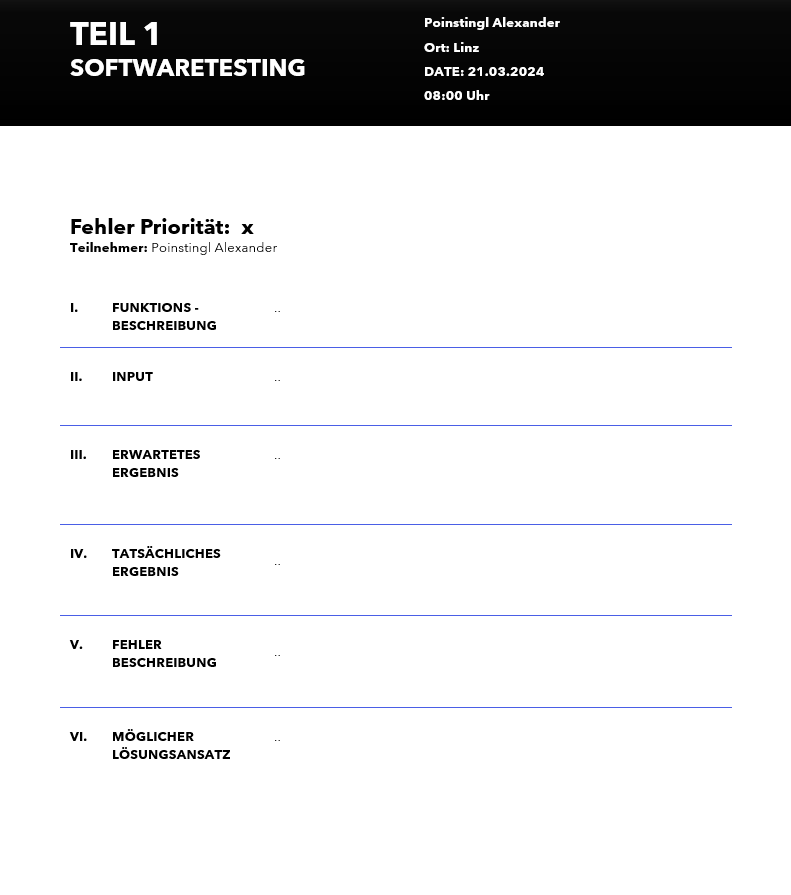 TEIL 1
SOFTWARETESTING
Poinstingl Alexander
Ort: Linz
DATE: 21.03.2024
08:00 Uhr
Fehler Priorität: x
Teilnehmer: Poinstingl Alexander
I. FUNKTIONS - ..
BESCHREIBUNG
II. INPUT ..
III. ERWARTETES ..
ERGEBNIS
IV. TATSÄCHLICHES
ERGEBNIS ..
V. FEHLER
BESCHREIBUNG ..
VI. MÖGLICHER ..
LÖSUNGSANSATZ